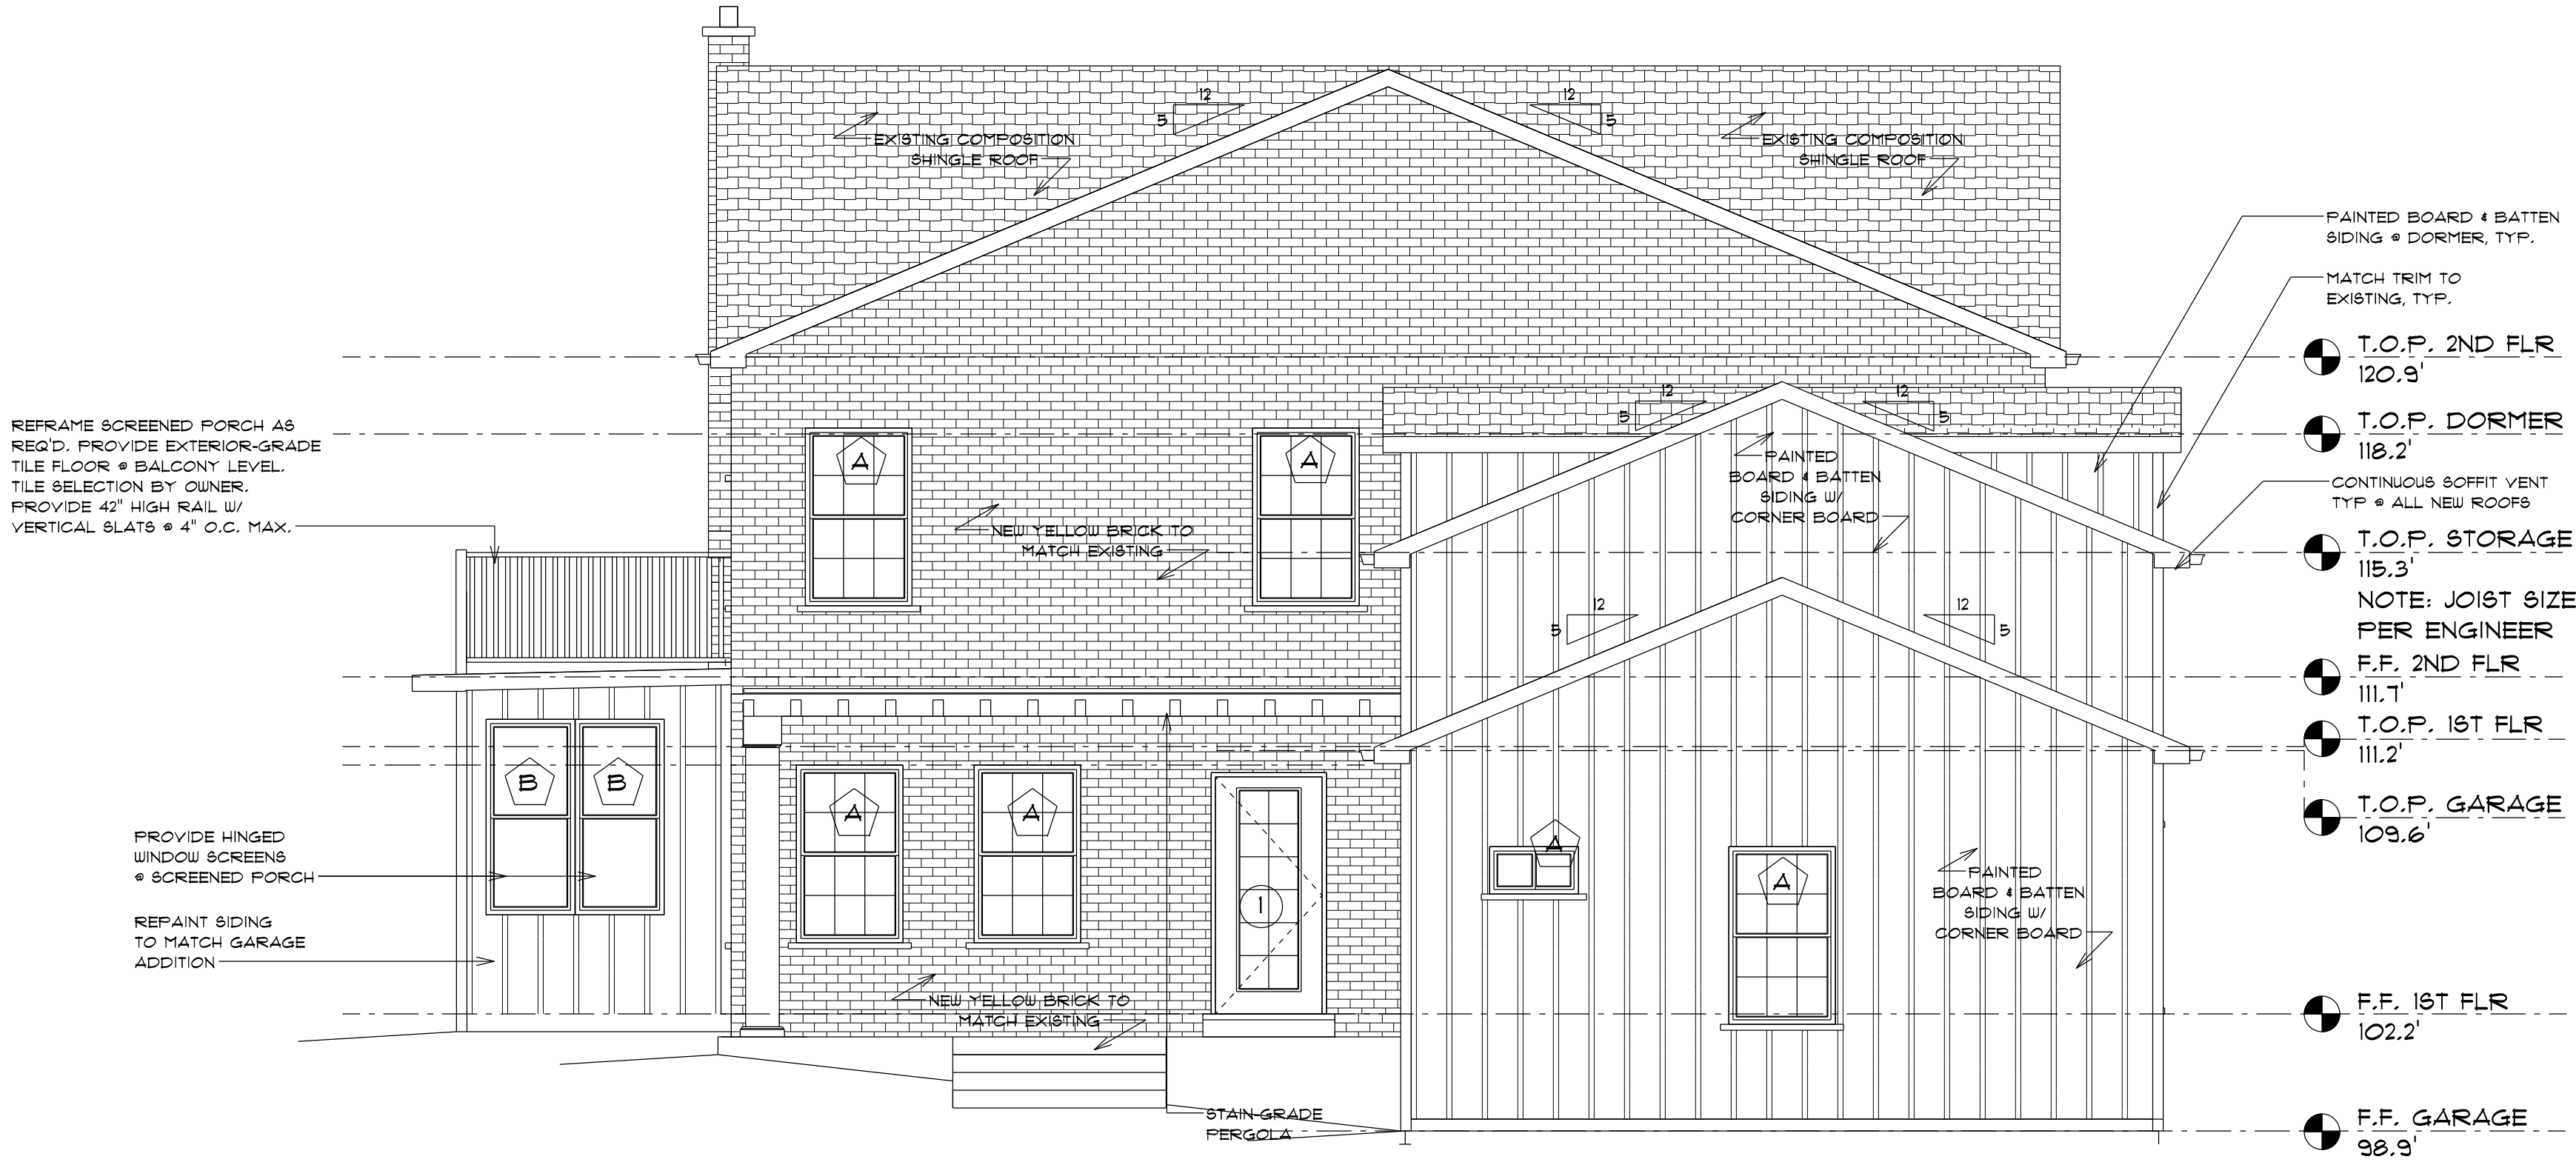 12
5
12
5
EXISTING COMPOSITION
SHINGLE ROOF
EXISTING COMPOSITION
SHINGLE ROOF
PAINTED BOARD & BATTEN
SIDING @ DORMER, TYP.
MATCH TRIM TO
EXISTING, TYP.
T.O.P. 2ND FLR
120.9'
12
5
12
5
T.O.P. DORMER
118.2'
REFRAME SCREENED PORCH AS
REQ'D. PROVIDE EXTERIOR-GRADE
TILE FLOOR @ BALCONY LEVEL.
TILE SELECTION BY OWNER.
PROVIDE 42" HIGH RAIL W/
VERTICAL SLATS @ 4" O.C. MAX.
A
A
PAINTED
BOARD & BATTEN
SIDING W/
CORNER BOARD
CONTINUOUS SOFFIT VENT
TYP @ ALL NEW ROOFS
NEW YELLOW BRICK TO
MATCH EXISTING
T.O.P. STORAGE
115.3'
NOTE: JOIST SIZE
PER ENGINEER
12
5
12
5
F.F. 2ND FLR
111.7'
T.O.P. 1ST FLR
111.2'
B
B
A
A
A
A
T.O.P. GARAGE
109.6'
PROVIDE HINGED
WINDOW SCREENS
@ SCREENED PORCH
1
PAINTED
BOARD & BATTEN
SIDING W/
CORNER BOARD
REPAINT SIDING
TO MATCH GARAGE
ADDITION
NEW YELLOW BRICK TO
MATCH EXISTING
F.F. 1ST FLR
102.2'
STAIN-GRADE
PERGOLA
F.F. GARAGE
98.9'